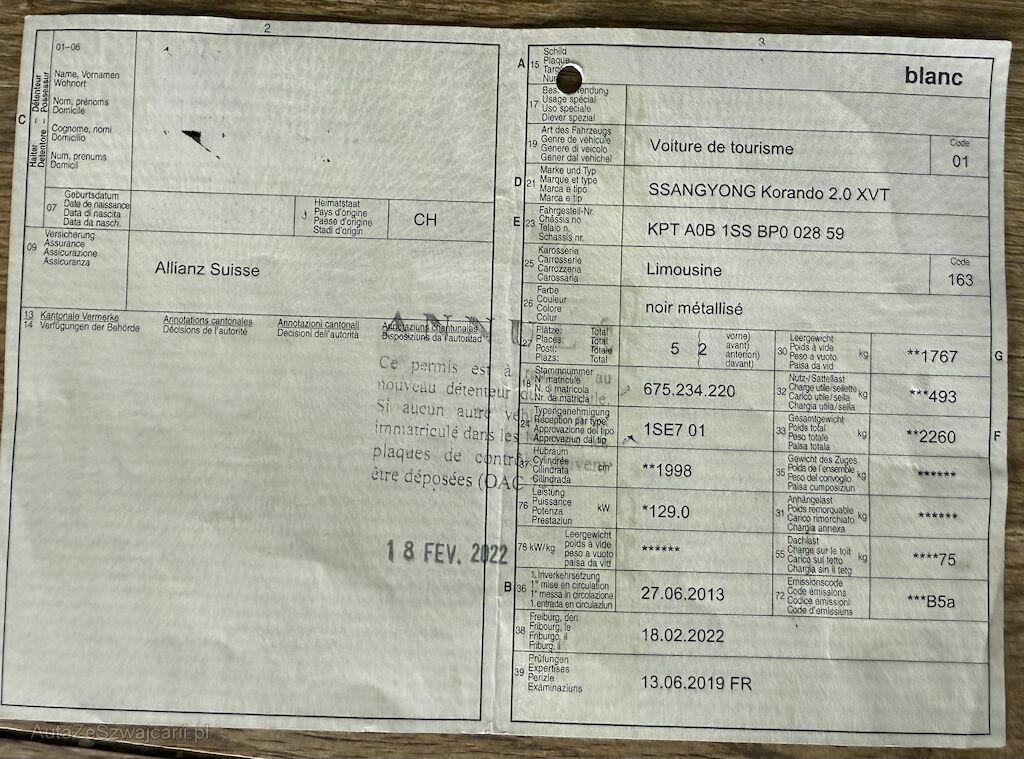 2
01–06
C
Halter – Détenteur
Detentore – Possessur
Name, Vornamen
Wohnort
Nom, prénoms
Domicile
Cognome, nomi
Domicilio
Num, prenums
Domicil
07
Geburtsdatum
Date de naissance
Data di nascita
Data da nasch.
J
Heimatstaat
Pays d'origine
Paese d'origine
Stadi d'origin
CH
09
Versicherung
Assurance
Assicurazione
Assicuranza
Allianz Suisse
13 Kantonale Vermerke
14 Verfügungen der Behörde
Annotations cantonales
Décisions de l'autorité
Annotazioni cantonali
Decisioni dell'autorità
Annotaziuns chantunalas
Disposiziuns da l'autoritad
Ce permis est à
au
nouveau détenteur
Si aucun autre
immatriculé dans les
plaques de
être déposées (OAC
18 FEV. 2022
3
A
15
Schild
Plaque
blanc
17
Usage spécial
Uso speciale
Diever spezial
19
Art des Fahrzeugs
Genre de véhicule
Genere di veicolo
Gener dal vehichel
Voiture de tourisme
Code
01
D
21
Marke und Typ
Marque et type
Marca e tipo
Marca e tip
SSANGYONG Korando 2.0 XVT
E
23
Fahrgestell-Nr.
Châssis no
Telaio n.
Schassis nr.
KPT A0B 1SS BP0 028 59
25
Karosserie
Carrosserie
Carrozzeria
Carossaria
Limousine
Code
163
26
Farbe
Couleur
Colore
Colur
noir métallisé
27
Plätze: Total
Places: Total
Posti: Totale
Plazs: Total
5
2
vorne)
avant)
anteriori)
davant)
30
Leergewicht
Poids à vide
Peso a vuoto
Paisa da vid
kg
**1767
G
18
Stammnummer
N° matricule
N. di matricola
Nr. da matricla
675.234.220
32
Nutz-/Sattellast
Charge utile/sellette
Carico utile/sella
Chargia utila/sella
kg
***493
24
Typengenehmigung
Réception par type
Approvazione del tipo
Approvaziun dal tip
1SE7 01
33
Gesamtgewicht
Poids total
Peso totale
Paisa totala
kg
**2260
F
37
Hubraum
Cylindrée
Cilindrata
Cilindrada
cm³
**1998
35
Gewicht des Zuges
Poids de l'ensemble
Peso del convoglio
Paisa cumposiziun
kg
******
76
Leistung
Puissance
Potenza
Prestaziun
kW
*129.0
31
Anhängelast
Poids remorquable
Carico rimorchiato
Chargia annexa
kg
******
78 kW/kg
Leergewicht
poids à vide
peso a vuoto
paisa da vid
******
55
Dachlast
Charge sur le toit
Carico sul tetto
Chargia sin il tetg
kg
****75
B
36
1. Inverkehrsetzung
1re mise en circulation
1a messa in circolazione
1. entrada en circulaziun
27.06.2013
72
Emissionscode
Code émissions
Codice emissioni
Code d'emissiuns
***B5a
38
Freiburg, den
Fribourg, le
Friburgo, il
Friburg, il
18.02.2022
39
Prüfungen
Expertises
Perizie
Examinaziuns
13.06.2019 FR
AutaZeSzwajcarii.pl